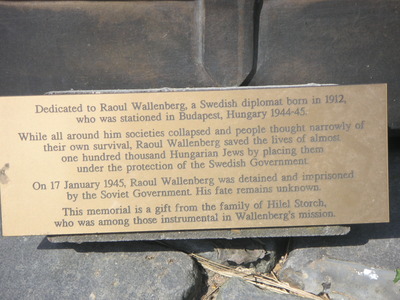 Dedicated to Raoul Wallenberg, a Swedish diplomat born in 1912,
who was stationed in Budapest, Hungary 1944-45.
While all around him societies collapsed and people thought narrowly of
their own survival, Raoul Wallenberg saved the lives of almost
one hundred thousand Hungarian Jews by placing them
under the protection of the Swedish Government.
On 17 January 1945, Raoul Wallenberg was detained and imprisoned
by the Soviet Government. His fate remains unknown.
This memorial is a gift from the family of Hilel Storch,
who was among those instrumental in Wallenberg's mission.